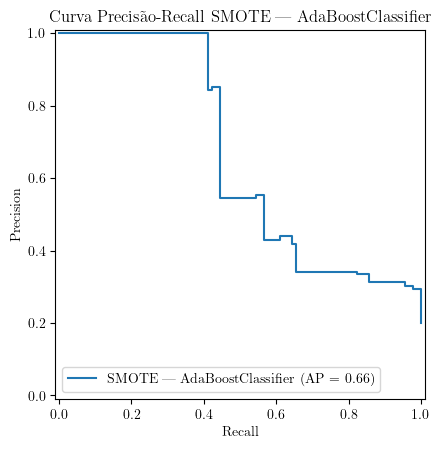 Curva Precisão-Recall SMOTE — AdaBoostClassifier
1.0
0.8
0.6
0.4
0.2
0.0
Precision
SMOTE — AdaBoostClassifier (AP = 0.66)
0.0 0.2 0.4 0.6 0.8 1.0
Recall